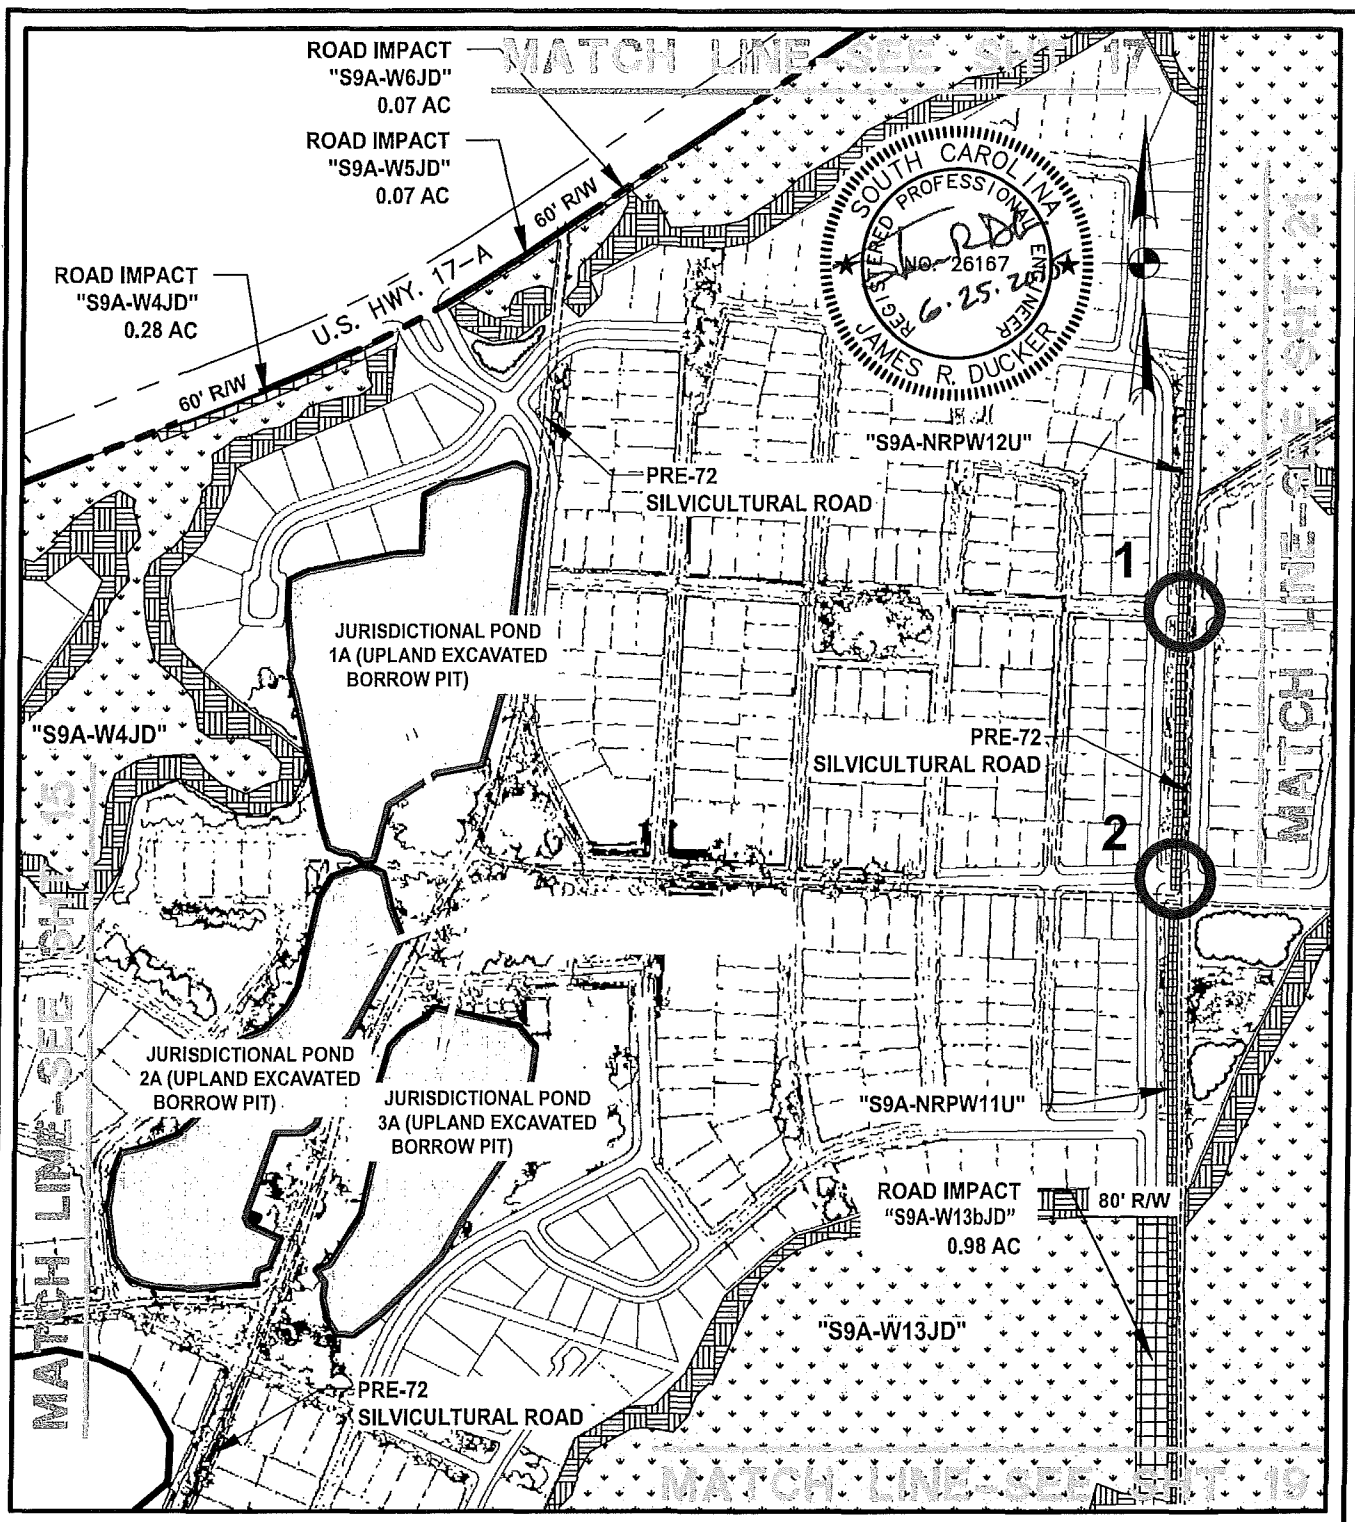 MATCH LINE-SEE SHT 17
ROAD IMPACT
"S9A-W6JD"
0.07 AC
ROAD IMPACT
"S9A-W5JD"
0.07 AC
60' R/W
ROAD IMPACT
"S9A-W4JD"
0.28 AC
U.S. HWY. 17-A
60' R/W
SOUTH CAROLINA
REGISTERED PROFESSIONAL ENGINEER
NO. 26167
JAMES R. DUCKER
MATCH LINE-SEE SHT 21
"S9A-NRPW12U"
PRE-72
SILVICULTURAL ROAD
1
JURISDICTIONAL POND
1A (UPLAND EXCAVATED
BORROW PIT)
"S9A-W4JD"
PRE-72
SILVICULTURAL ROAD
2
MATCH LINE-SEE SHT 15
JURISDICTIONAL POND
2A (UPLAND EXCAVATED
BORROW PIT)
JURISDICTIONAL POND
3A (UPLAND EXCAVATED
BORROW PIT)
"S9A-NRPW11U"
ROAD IMPACT
"S9A-W13bJD"
0.98 AC
80' R/W
"S9A-W13JD"
PRE-72
SILVICULTURAL ROAD
MATCH LINE-SEE SHT 19